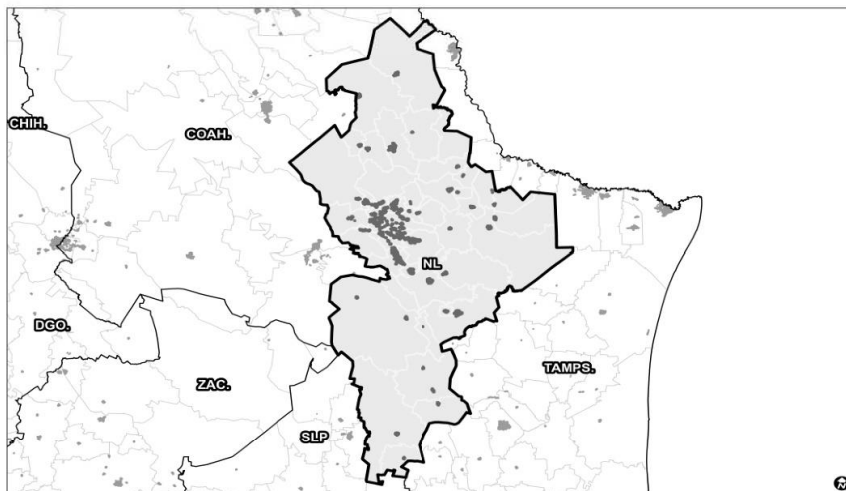 CHIH.
COAH.
NL
DGO.
TAMPS.
ZAC.
SLP